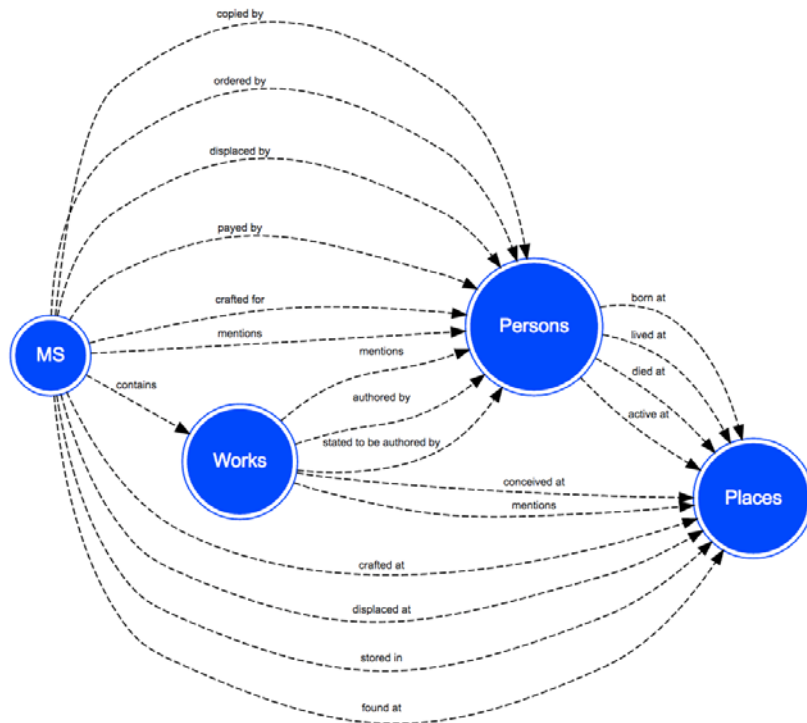 copied by
ordered by
displaced by
payed by
crafted for
mentions
MS
contains
Persons
mentions
authored by
stated to be authored by
born at
lived at
died at
active at
Works
conceived at
mentions
Places
crafted at
displaced at
stored in
found at